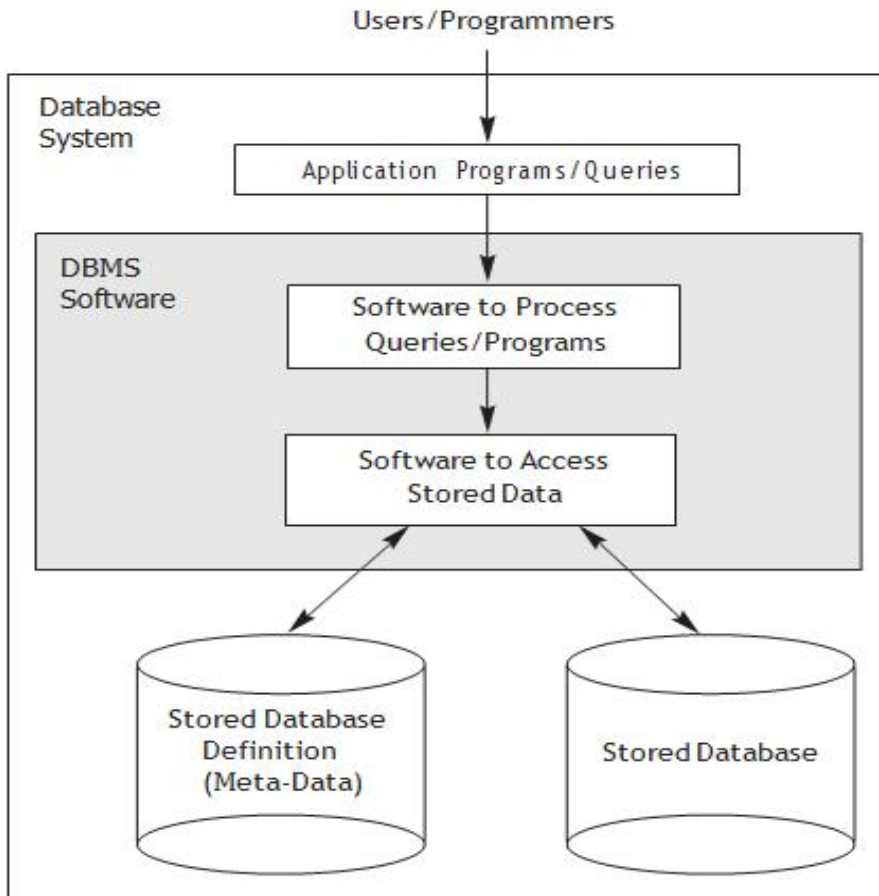 Users/Programmers
Database
System
Application Programs/Queries
DBMS
Software
Software to Process
Queries/Programs
Software to Access
Stored Data
Stored Database
Definition
(Meta-Data)
Stored Database